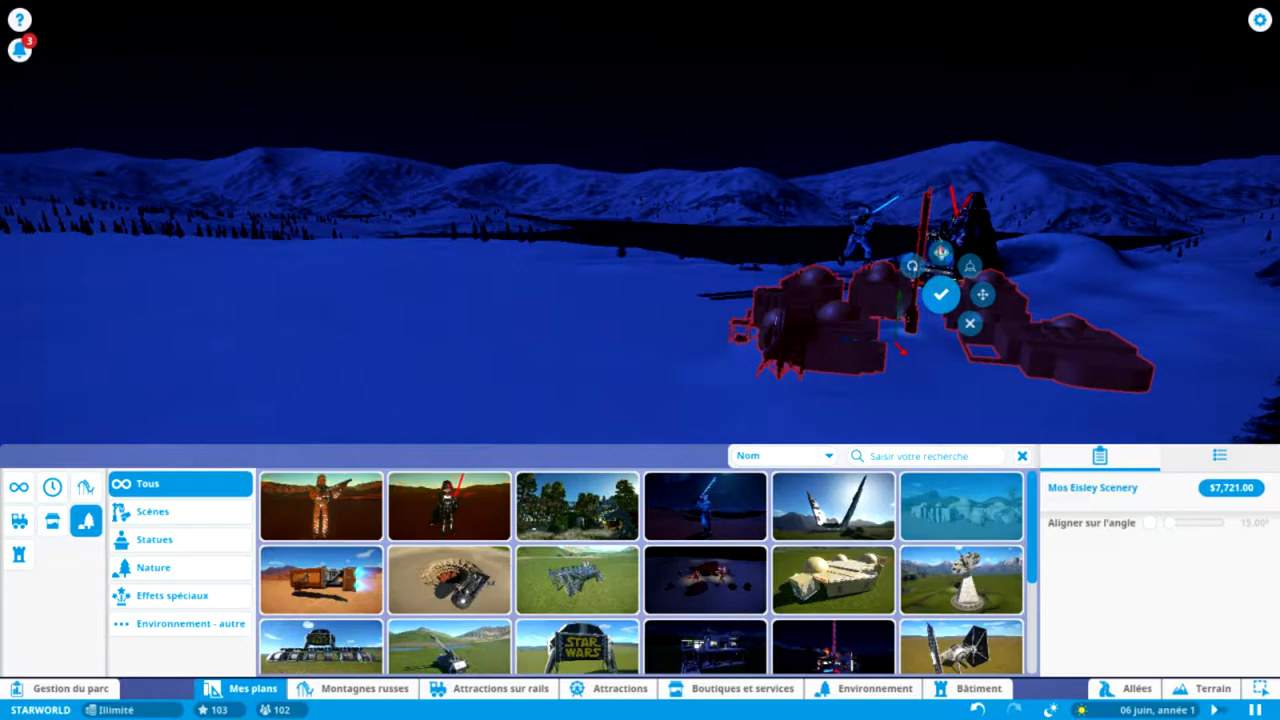 ?
3
Nom
Saisir votre recherche
Tous
Scènes
Statues
Nature
Effets spéciaux
Environnement - autre
STAR
WARS
Mos Eisley Scenery
$7,721.00
Aligner sur l'angle
15.00°
Gestion du parc
Mes plans
Montagnes russes
Attractions sur rails
Attractions
Boutiques et services
Environnement
Bâtiment
Allées
Terrain
STARWORLD
Illimité
103
102
06 juin, année 1